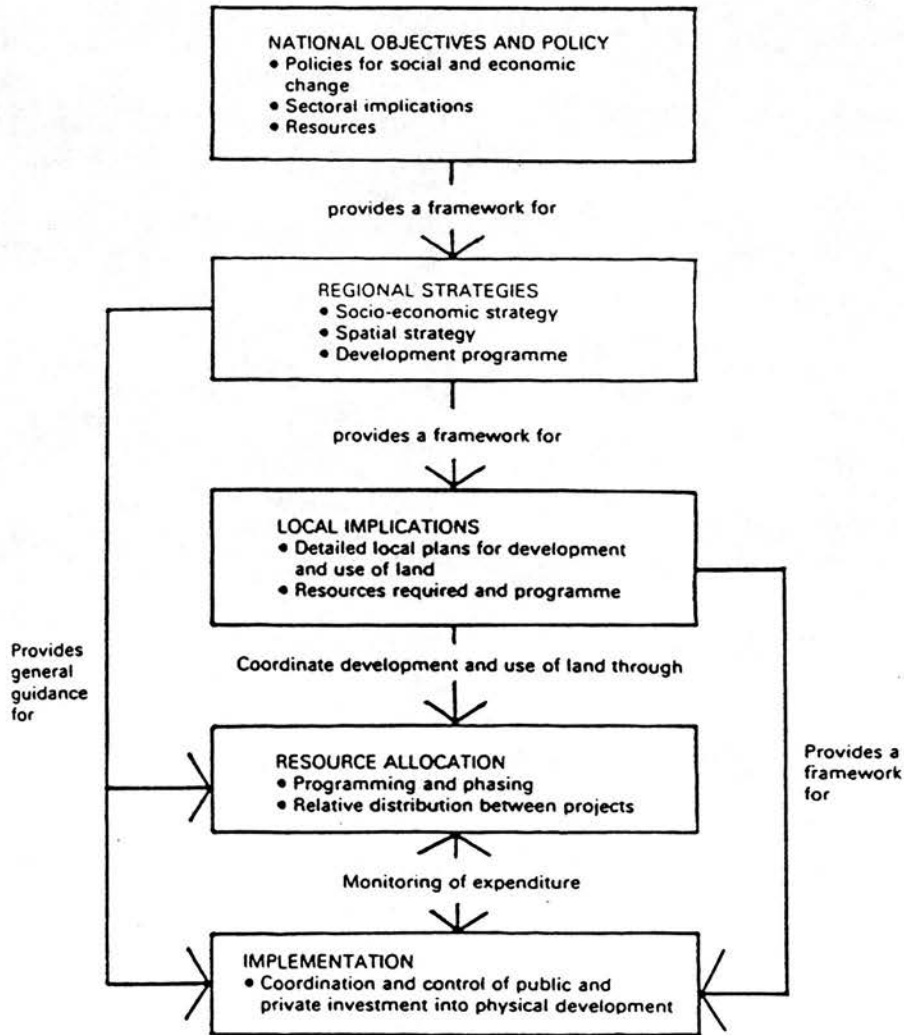 NATIONAL OBJECTIVES AND POLICY
• Policies for social and economic
change
• Sectoral implications
• Resources
provides a framework for
REGIONAL STRATEGIES
• Socio-economic strategy
• Spatial strategy
• Development programme
provides a framework for
LOCAL IMPLICATIONS
• Detailed local plans for development
and use of land
• Resources required and programme
Provides
general
guidance
for
Coordinate development and use of land through
RESOURCE ALLOCATION
• Programming and phasing
• Relative distribution between projects
Provides a
framework
for
Monitoring of expenditure
IMPLEMENTATION
• Coordination and control of public and
private investment into physical development